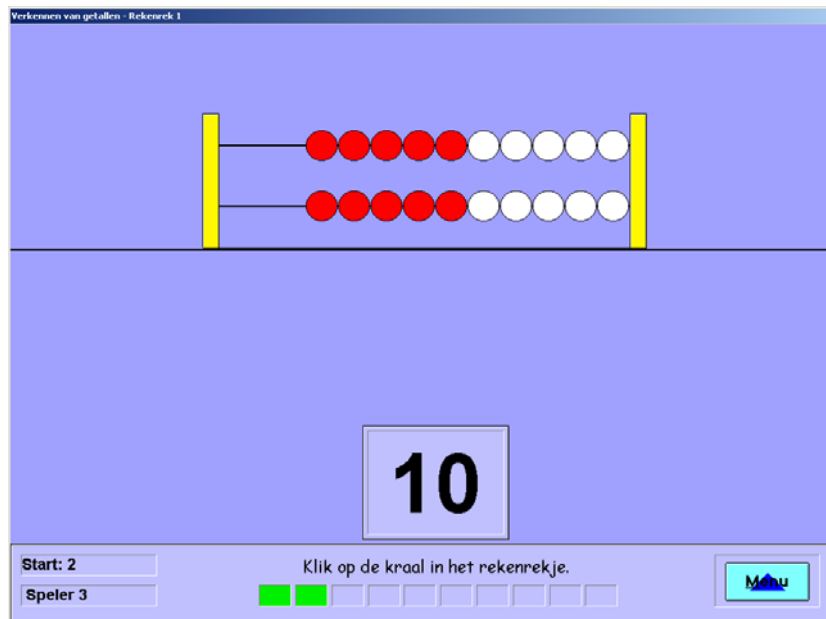 Verkennen van getallen - Rekenrek 1
10
Start: 2
Klik op de kraal in het rekenrekje.
Speler 3
Menu